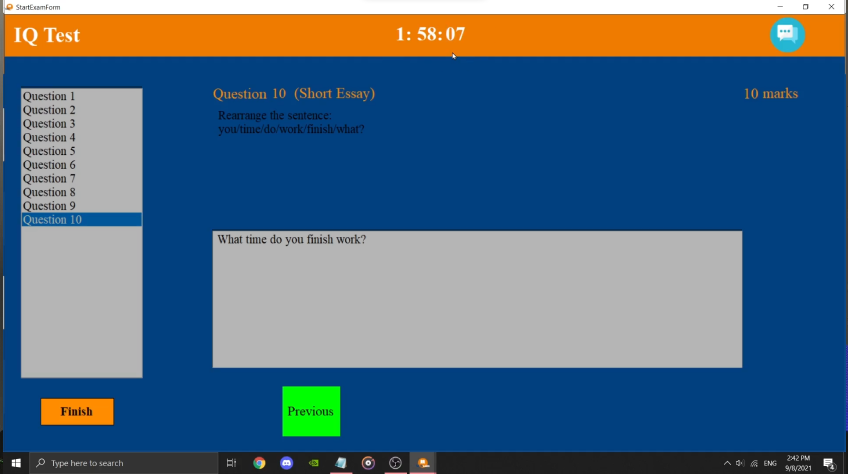 StartExamForm
IQ Test
1: 58:07
Question 1
Question 2
Question 3
Question 4
Question 5
Question 6
Question 7
Question 8
Question 9
Question 10
Question 10 (Short Essay)
10 marks
Rearrange the sentence:
you/time/do/work/finish/what?
What time do you finish work?
Finish
Previous
Type here to search
ENG
2:42 PM
9/8/2021
4